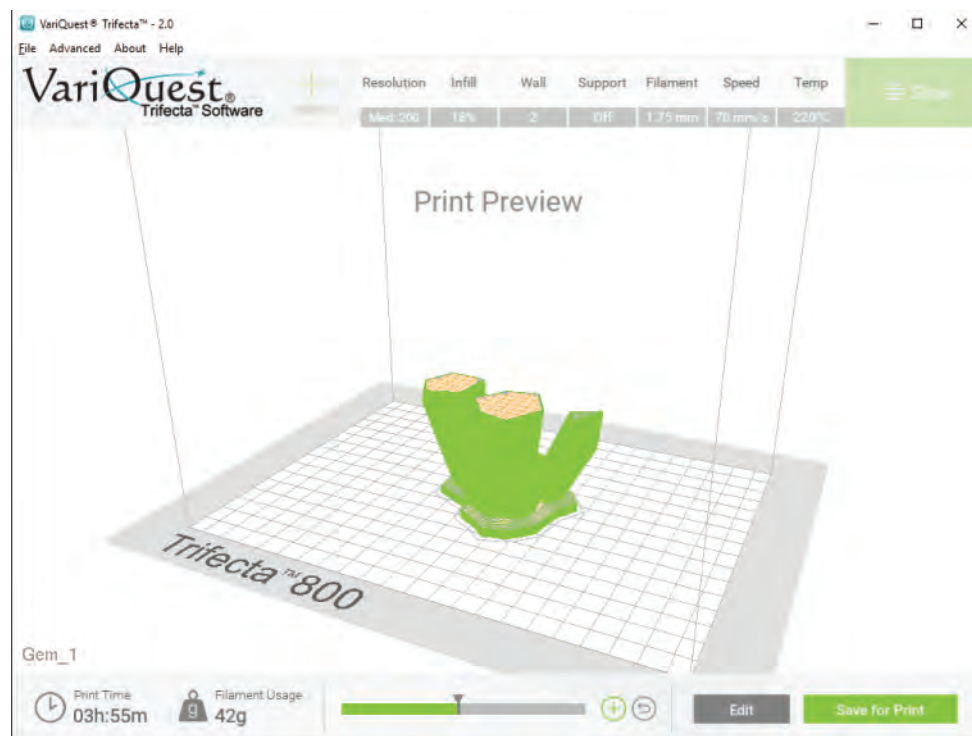 VariQuest® Trifecta™ - 2.0
File Advanced About Help
VariQuest®
Trifecta™ Software
Resolution Infill Wall Support Filament Speed Temp
Med: 200 18% 2 Off 1.75 mm 70 mm/s 220°C
Print Preview
Trifecta™800
Gem_1
Print Time
03h:55m
g
Filament Usage
42g
Edit
Save for Print